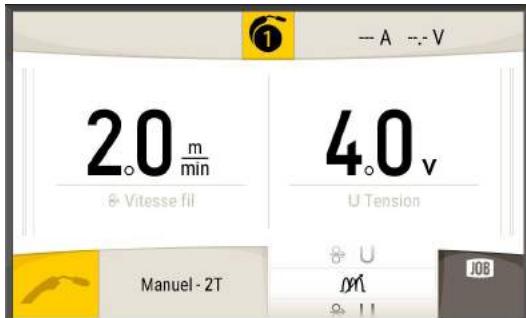 1
--- A --.- V
2.0 m/min
4.0 V
Vitesse fil
U Tension
Manuel - 2T
JOB